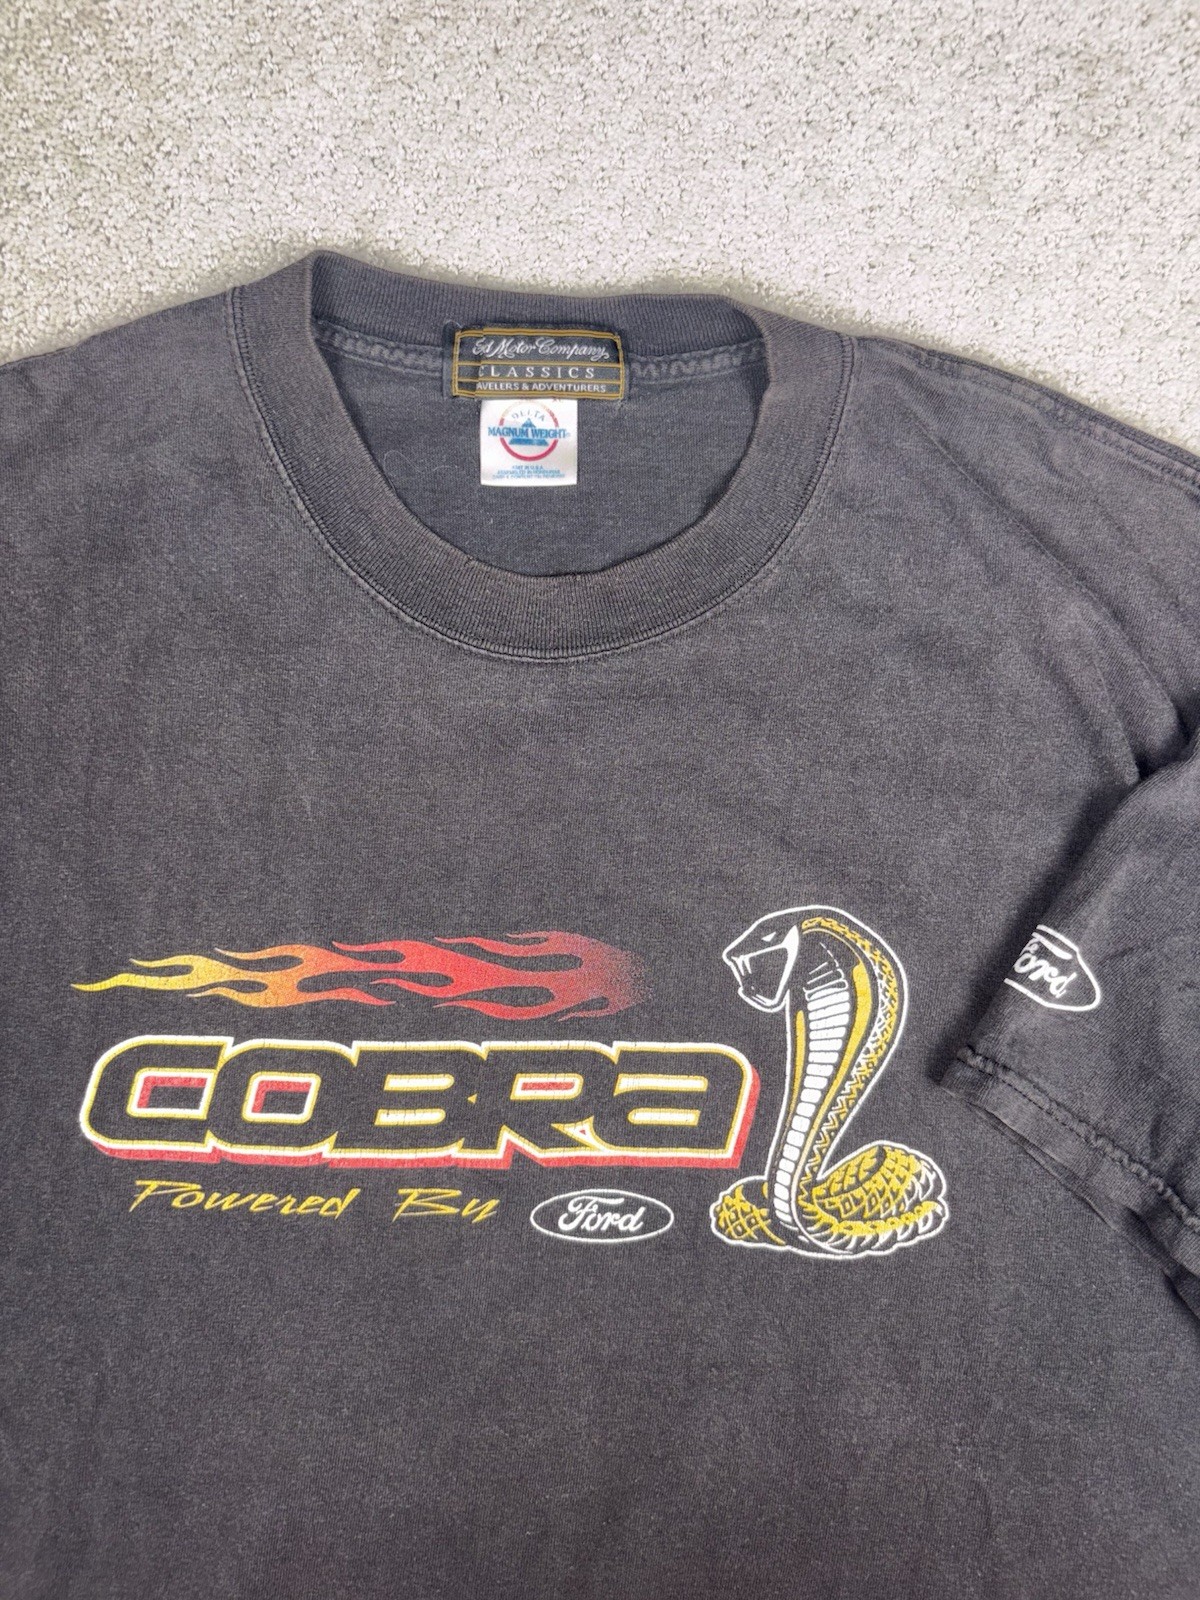 Motor Company
CLASSICS
AVELERS & ADVENTURERS
DELTA
MAGNUM WEIGHT
COBRA
Powered By Ford
Ford